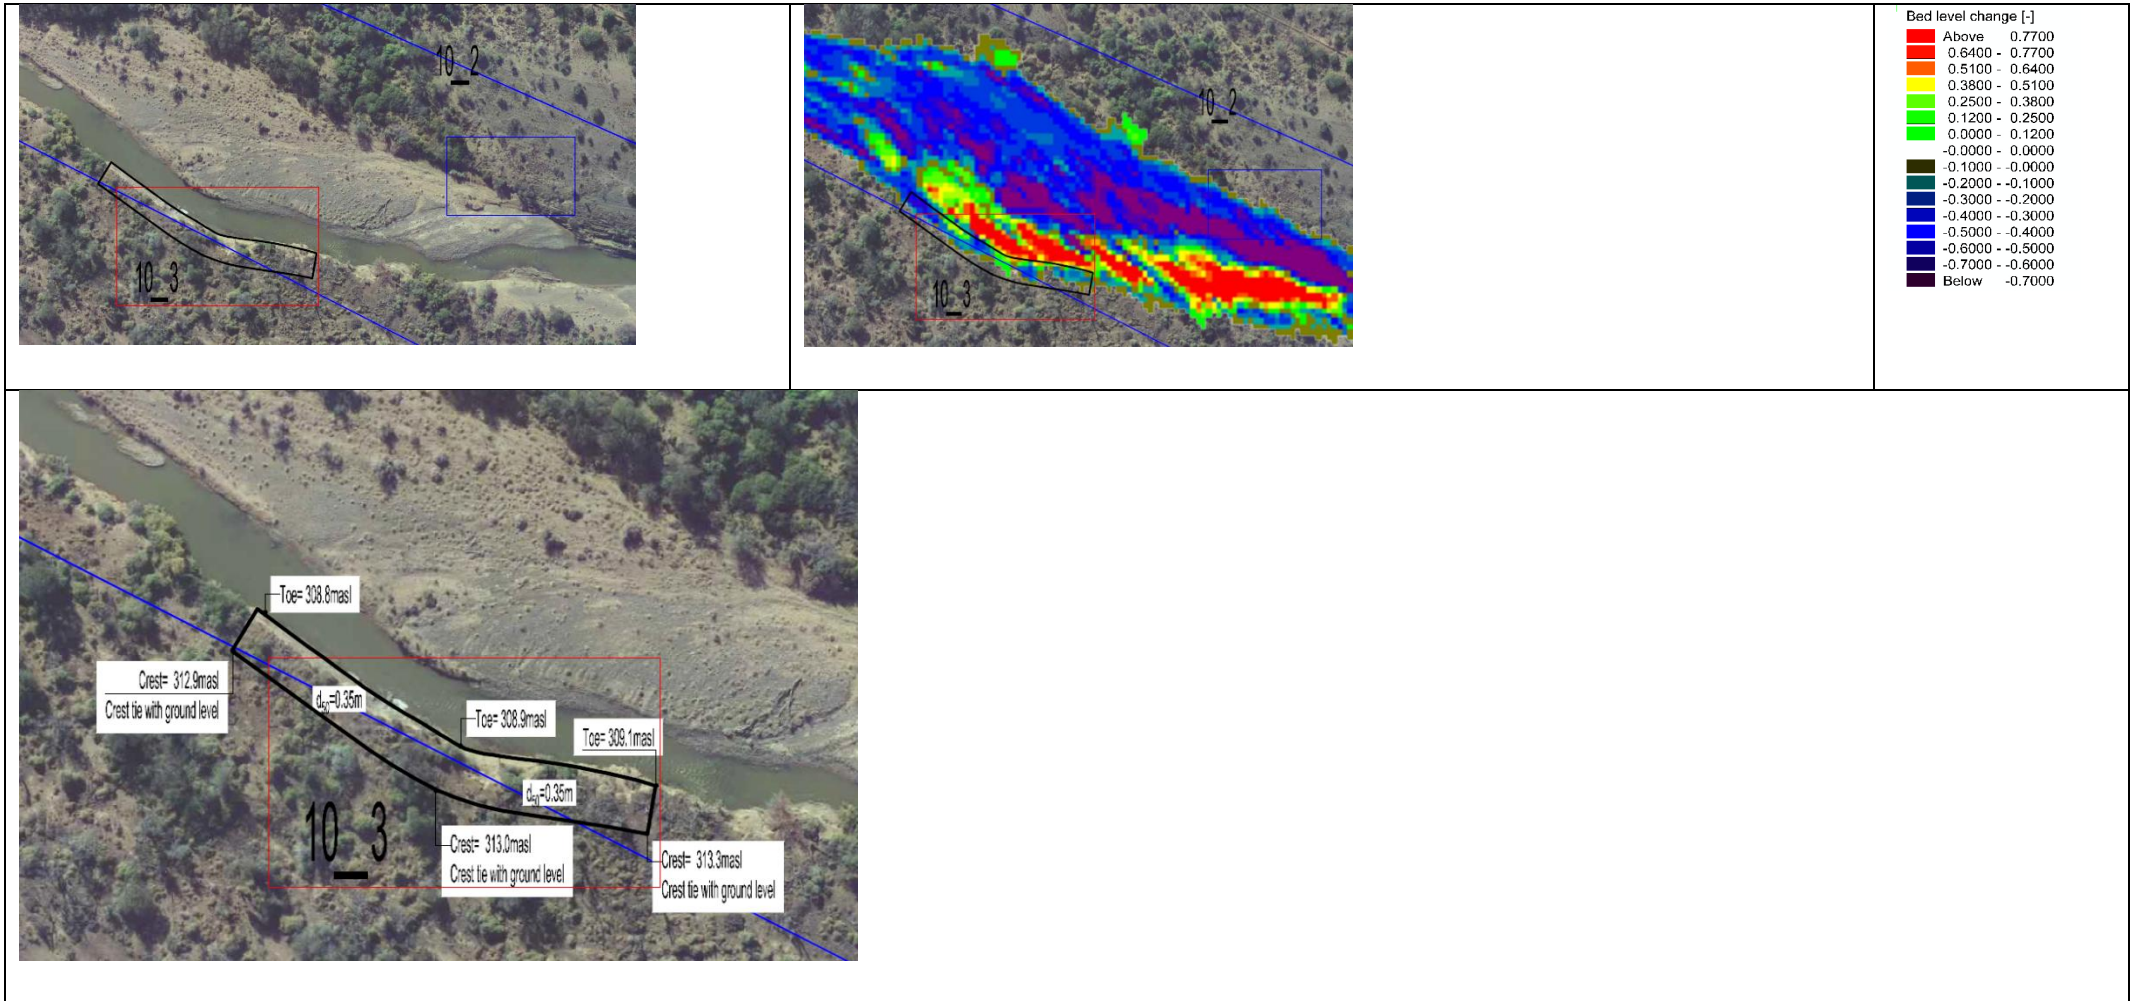 10_2
10_3
10_2
10_3
Bed level change [-]
Above 0.7700
0.6400 - 0.7700
0.5100 - 0.6400
0.3800 - 0.5100
0.2500 - 0.3800
0.1200 - 0.2500
0.0000 - 0.1200
-0.0000 - 0.0000
-0.1000 - -0.0000
-0.2000 - -0.1000
-0.3000 - -0.2000
-0.4000 - -0.3000
-0.5000 - -0.4000
-0.6000 - -0.5000
-0.7000 - -0.6000
Below -0.7000
Toe= 308.8masl
Crest= 312.9masl
Crest tie with ground level
d50=0.35m
Toe= 308.9masl
Toe= 309.1masl
d50=0.35m
10_3
Crest= 313.0masl
Crest tie with ground level
Crest= 313.3masl
Crest tie with ground level